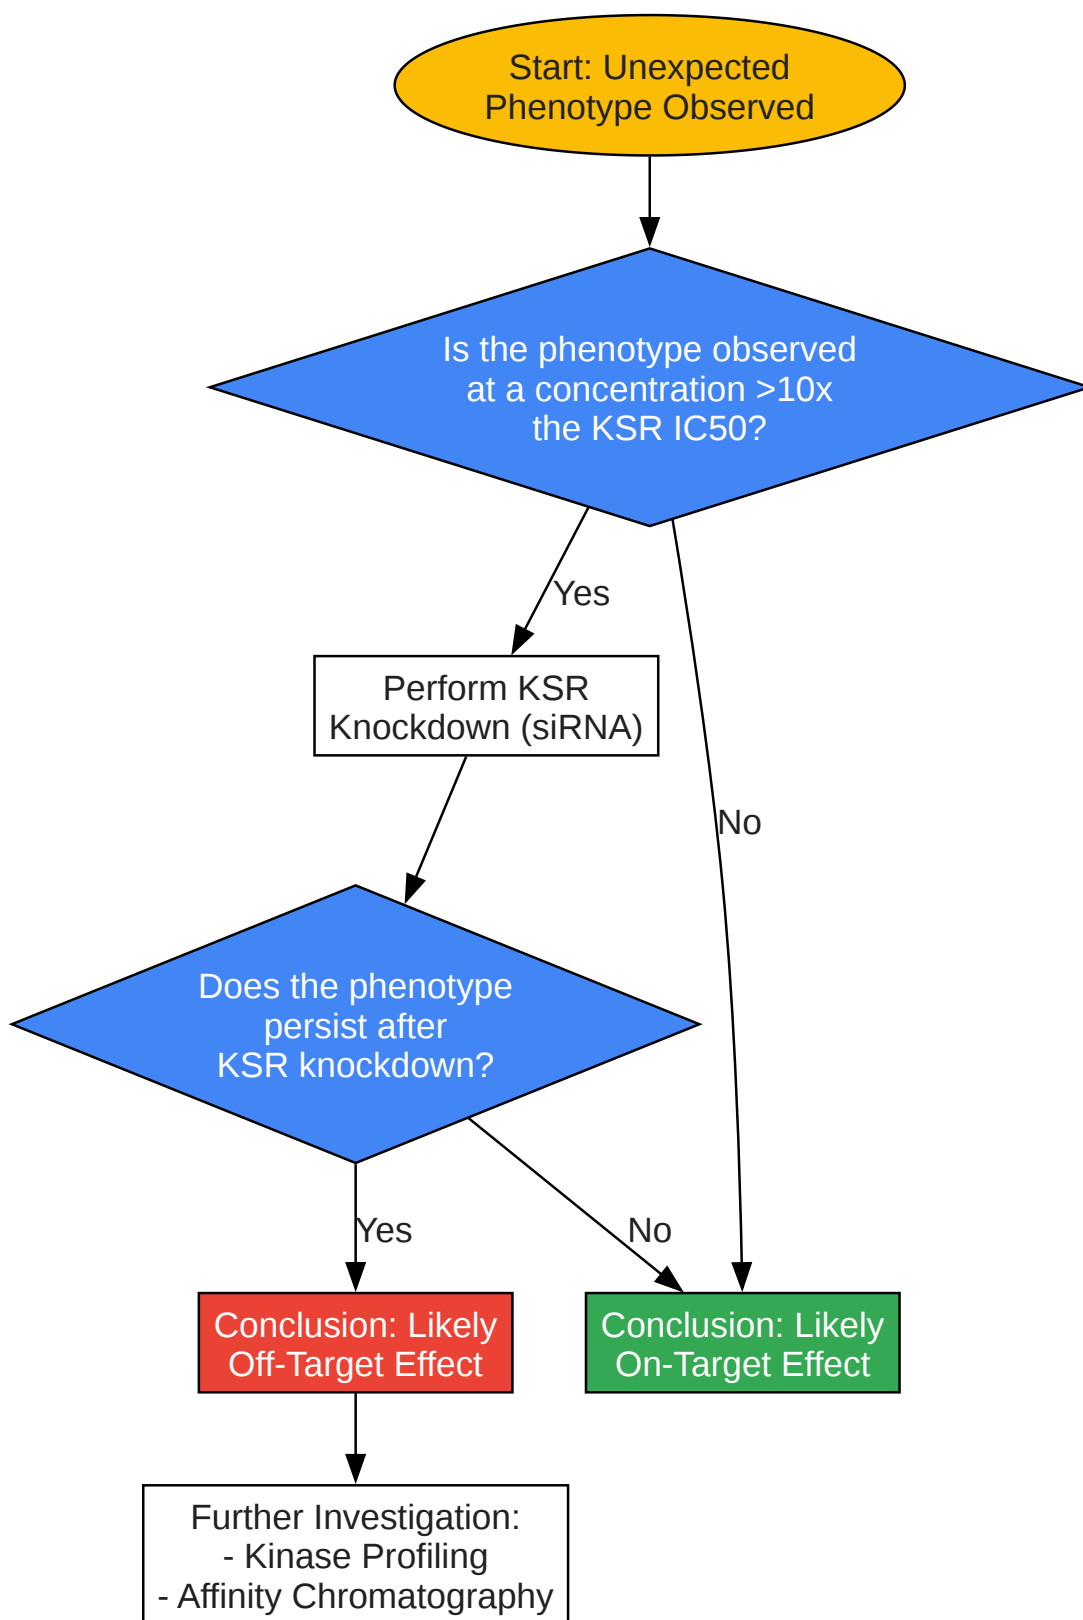 Start: Unexpected
Phenotype Observed
Is the phenotype observed
at a concentration >10x
the KSR IC50?
Yes
Perform KSR
Knockdown (siRNA)
No
Does the phenotype
persist after
KSR knockdown?
Yes
No
Conclusion: Likely
Off-Target Effect
Conclusion: Likely
On-Target Effect
Further Investigation:
- Kinase Profiling
- Affinity Chromatography